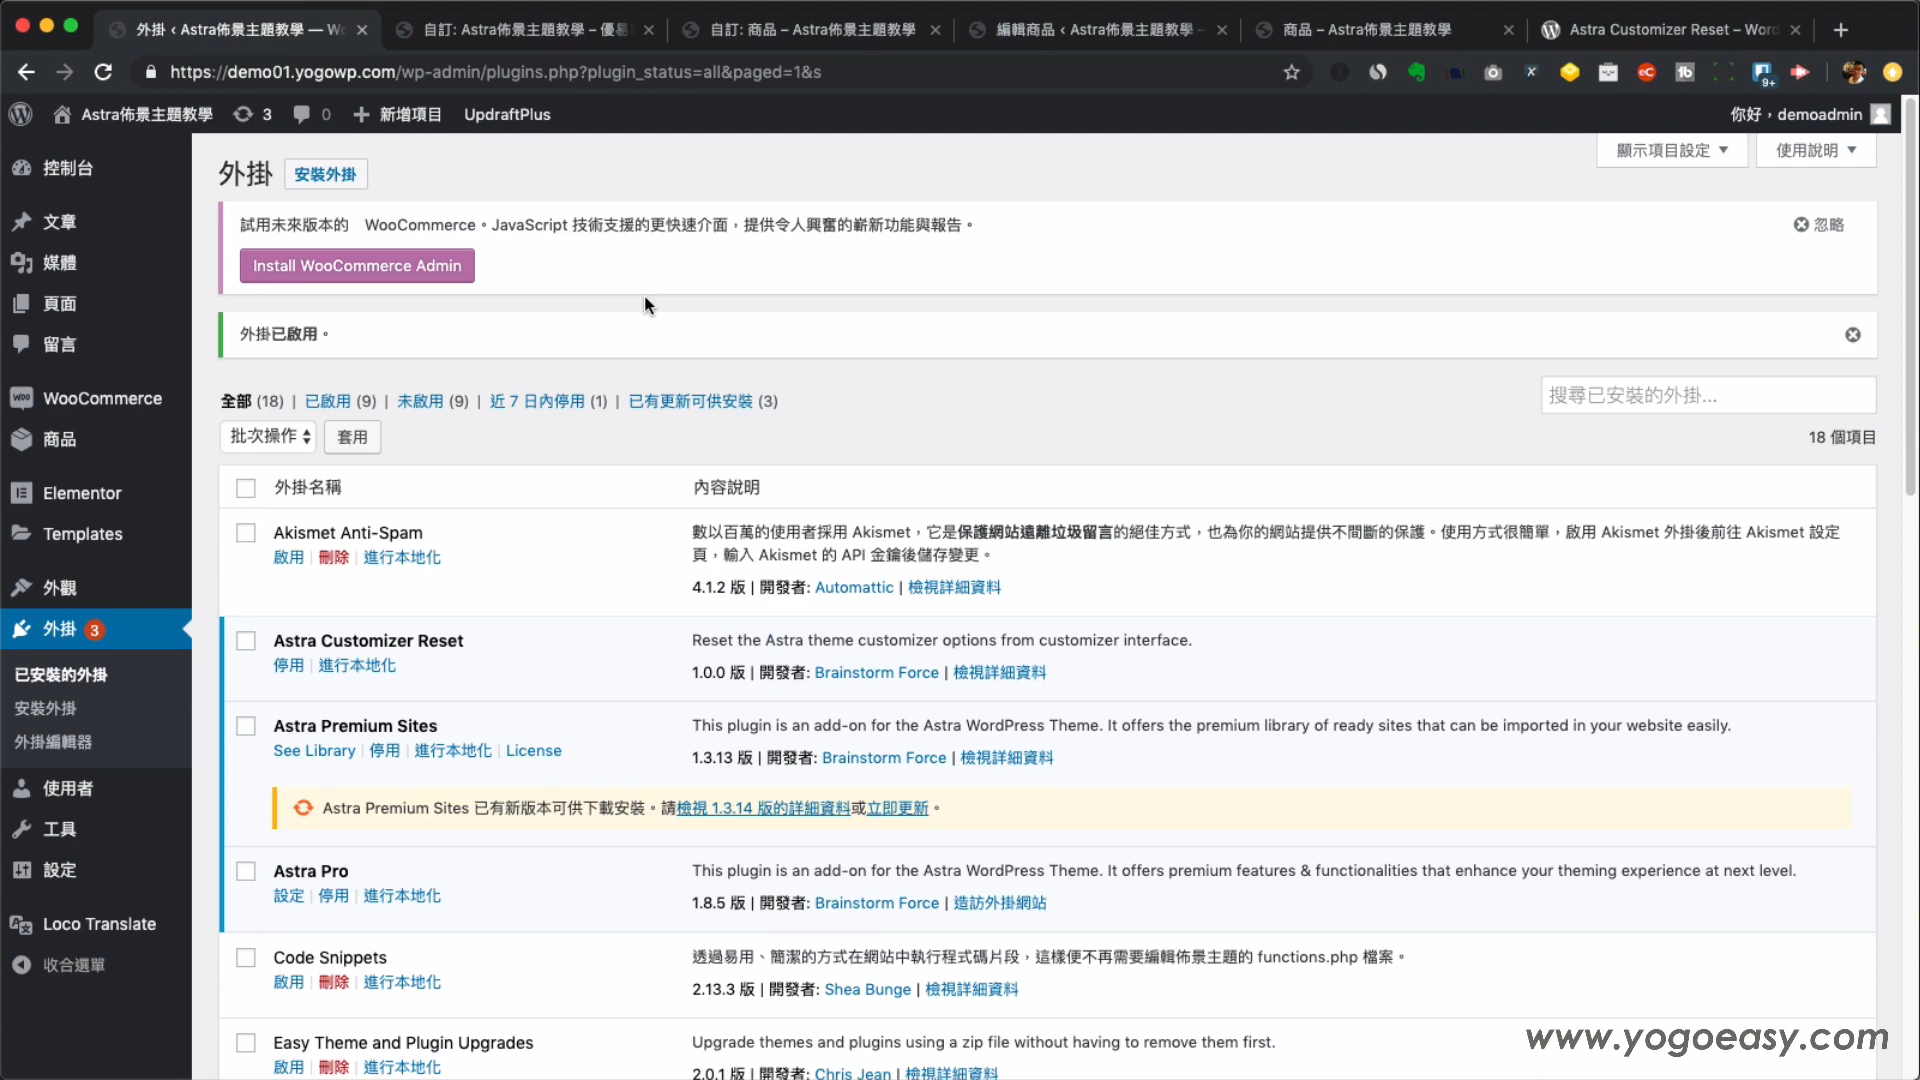 外掛 ‹ Astra佈景主題教學 — Wo
自訂: Astra佈景主題教學 – 優易
自訂: 商品 – Astra佈景主題教學
編輯商品 ‹ Astra佈景主題教學 –
商品 – Astra佈景主題教學
Astra Customizer Reset – Word
https://demo01.yogowp.com/wp-admin/plugins.php?plugin_status=all&paged=1&s
Astra佈景主題教學
3
0
新增項目
UpdraftPlus
你好，demoadmin
控制台
文章
媒體
頁面
留言
WooCommerce
商品
Elementor
Templates
外觀
外掛 3
已安裝的外掛
安裝外掛
外掛編輯器
使用者
工具
設定
Loco Translate
收合選單
外掛 安裝外掛
顯示項目設定
使用說明
試用未來版本的 WooCommerce。JavaScript 技術支援的更快速介面，提供令人興奮的嶄新功能與報告。
忽略
Install WooCommerce Admin
外掛已啟用。
全部 (18) | 已啟用 (9) | 未啟用 (9) | 近 7 日內停用 (1) | 已有更新可供安裝 (3)
搜尋已安裝的外掛...
批次操作 套用
18 個項目
外掛名稱 內容說明
Akismet Anti-Spam
啟用 | 刪除 | 進行本地化
數以百萬的使用者採用 Akismet，它是保護網站遠離垃圾留言的絕佳方式，也為你的網站提供不間斷的保護。使用方式很簡單，啟用 Akismet 外掛後前往 Akismet 設定
頁，輸入 Akismet 的 API 金鑰後儲存變更。
4.1.2 版 | 開發者: Automattic | 檢視詳細資料
Astra Customizer Reset
停用 | 進行本地化
Reset the Astra theme customizer options from customizer interface.
1.0.0 版 | 開發者: Brainstorm Force | 檢視詳細資料
Astra Premium Sites
See Library | 停用 | 進行本地化 | License
This plugin is an add-on for the Astra WordPress Theme. It offers the premium library of ready sites that can be imported in your website easily.
1.3.13 版 | 開發者: Brainstorm Force | 檢視詳細資料
Astra Premium Sites 已有新版本可供下載安裝。請檢視 1.3.14 版的詳細資料或立即更新。
Astra Pro
設定 | 停用 | 進行本地化
This plugin is an add-on for the Astra WordPress Theme. It offers premium features & functionalities that enhance your theming experience at next level.
1.8.5 版 | 開發者: Brainstorm Force | 造訪外掛網站
Code Snippets
啟用 | 刪除 | 進行本地化
透過易用、簡潔的方式在網站中執行程式碼片段，這樣便不再需要編輯佈景主題的 functions.php 檔案。
2.13.3 版 | 開發者: Shea Bunge | 檢視詳細資料
Easy Theme and Plugin Upgrades
啟用 | 刪除 | 進行本地化
Upgrade themes and plugins using a zip file without having to remove them first.
2.0.1 版 | 開發者: Chris Jean | 檢視詳細資料
www.yogoeasy.com